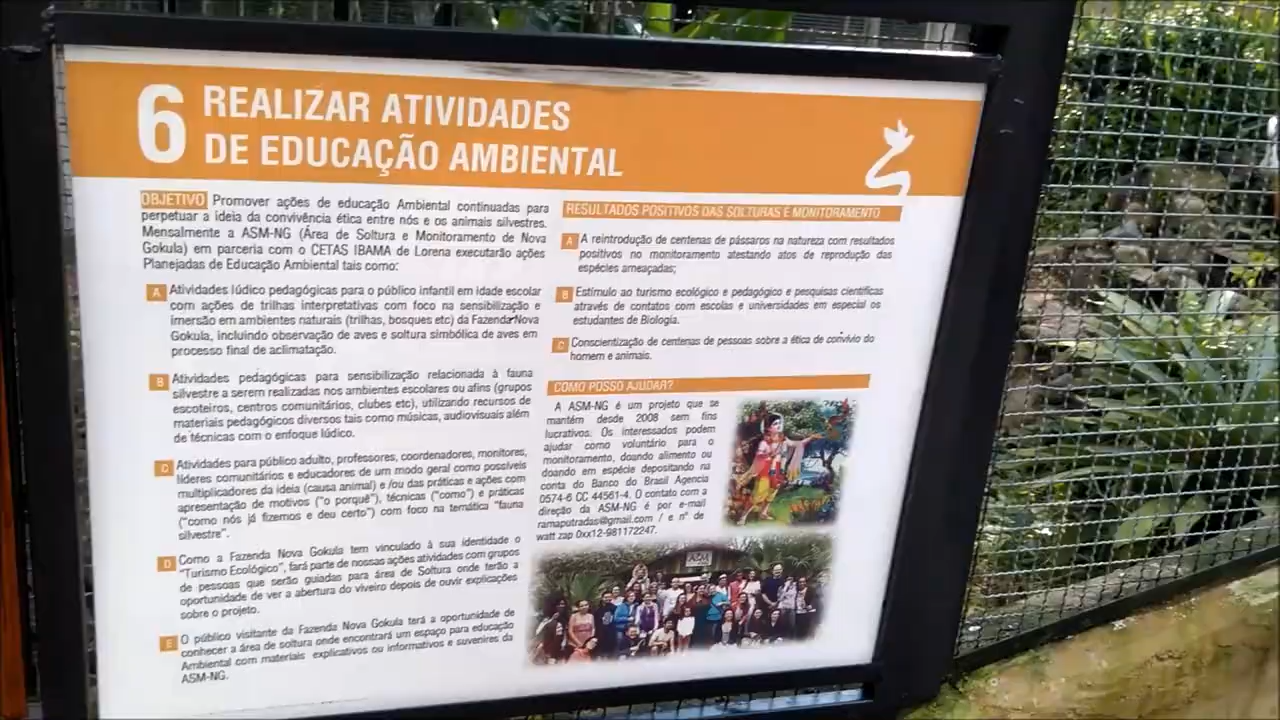 6
REALIZAR ATIVIDADES
DE EDUCAÇÃO AMBIENTAL
OBJETIVO Promover ações de educação Ambiental continuadas para
perpetuar a ideia da convivência ética entre nós e os animais silvestres.
Mensalmente a ASM-NG (Área de Soltura e Monitoramento de Nova
Gokula) em parceria com o CETAS IBAMA de Lorena executarão ações
Planejadas de Educação Ambiental tais como:
A Atividades lúdico pedagógicas para o público infantil em idade escolar
com ações de trilhas interpretativas com foco na sensibilização e
imersão em ambientes naturais (trilhas, bosques etc) da Fazenda Nova
Gokula, incluindo observação de aves e soltura simbólica de aves em
processo final de aclimatação.
B Atividades pedagógicas para sensibilização relacionada à fauna
silvestre a serem realizadas nos ambientes escolares ou afins (grupos
escoteiros, centros comunitários, clubes etc), utilizando recursos de
materiais pedagógicos diversos tais como músicas, audiovisuais além
de técnicas com o enfoque lúdico.
C Atividades para público adulto, professores, coordenadores, monitores,
líderes comunitários e educadores de um modo geral como possíveis
multiplicadores da ideia (causa animal) e /ou das práticas e ações com
apresentação de motivos ("o porquê"), técnicas ("como") e práticas
("como nós já fizemos e deu certo") com foco na temática "fauna
silvestre".
D Como a Fazenda Nova Gokula tem vinculado à sua identidade o
"Turismo Ecológico", fará parte de nossas ações atividades com grupos
de pessoas que serão guiadas para área de Soltura onde terão a
oportunidade de ver a abertura do viveiro depois de ouvir explicações
sobre o projeto.
E O público visitante da Fazenda Nova Gokula terá a oportunidade de
conhecer a área de soltura onde encontrará um espaço para educação
Ambiental com materiais explicativos ou informativos e suvenires da
ASM-NG.
RESULTADOS POSITIVOS DAS SOLTURAS E MONITORAMENTO
A A reintrodução de centenas de pássaros na natureza com resultados
positivos no monitoramento atestando atos de reprodução das
espécies ameaçadas;
B Estímulo ao turismo ecológico e pedagógico e pesquisas científicas
através de contatos com escolas e universidades em especial os
estudantes de Biologia.
C Conscientização de centenas de pessoas sobre a ética de convívio do
homem e animais.
COMO POSSO AJUDAR?
A ASM-NG é um projeto que se
mantém desde 2008 sem fins
lucrativos. Os interessados podem
ajudar como voluntário para o
monitoramento, doando alimento ou
doando em espécie depositando na
conta do Banco do Brasil Agencia
0574-6 CC 44561-4. O contato com a
direção da ASM-NG é por e-mail
ramaputradas@gmail.com / e nº de
watt zap 0xx12-981172247.
ASM